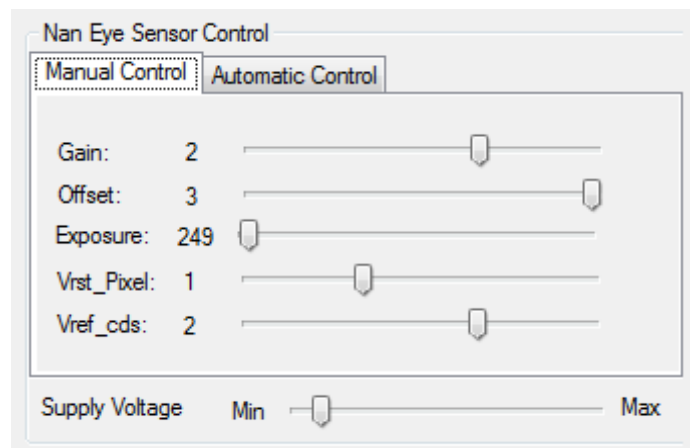 Nan Eye Sensor Control
Manual Control Automatic Control
Gain: 2
Offset: 3
Exposure: 249
Vrst_Pixel: 1
Vref_cds: 2
Supply Voltage Min Max